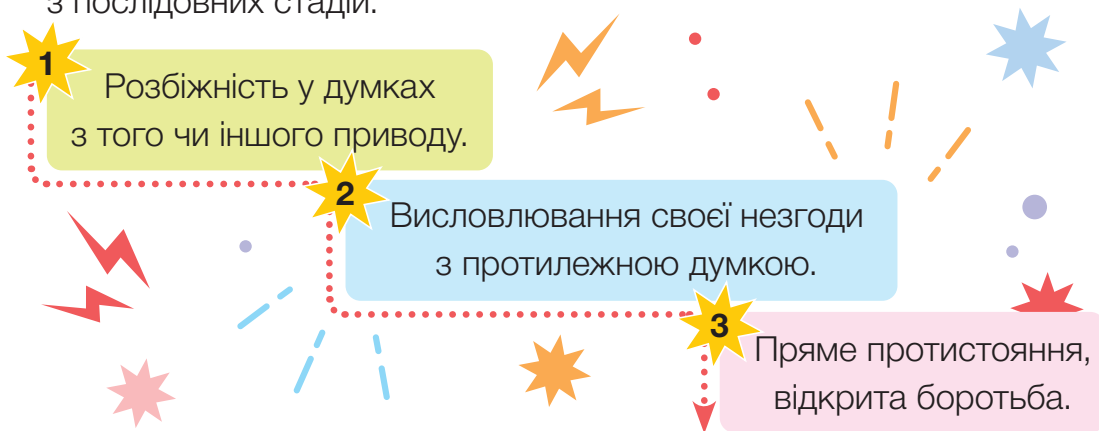 з послідовних стадій.
1
Розбіжність у думках
з того чи іншого приводу.
2
Висловлювання своєї незгоди
з протилежною думкою.
3
Пряме протистояння,
відкрита боротьба.